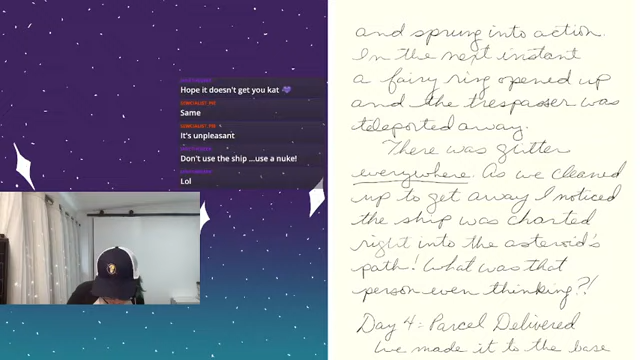 Hope it doesn't get you kat
Same
It's unpleasant
Don't use the ship ...use a nuke!
Lol
and sprung into action.
In the next instant
a fairy ring opened up
and the trespasser was
teleported away.
There was glitter
everywhere. As we cleaned
up to get away I noticed
the ship was charted
right into the asteroid's
path! What was that
person even thinking?!
Day 4: Parcel Delivered
We made it to the base